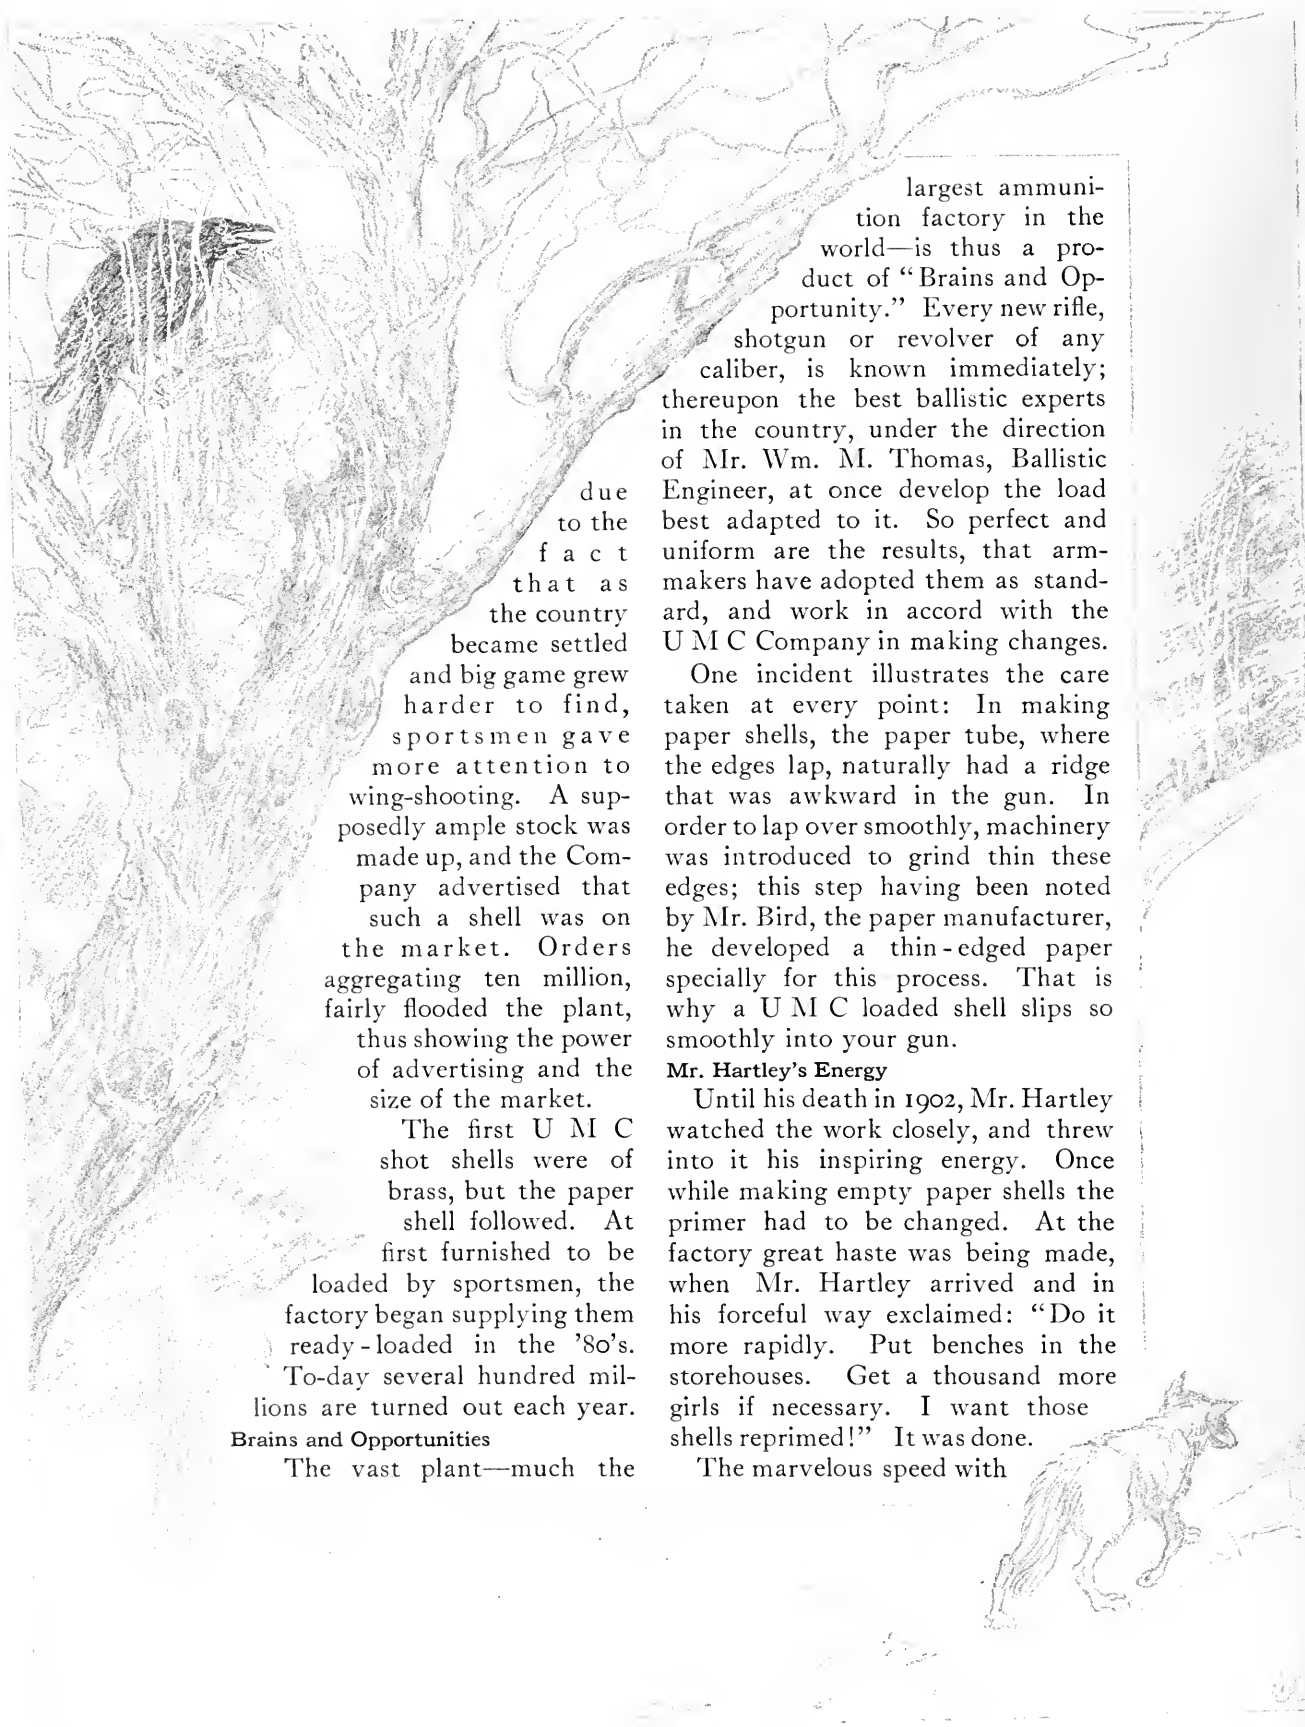 due
to the
fact
that as
the country
became settled
and big game grew
harder to find,
sportsmen gave
more attention to
wing-shooting. A sup-
posedly ample stock was
made up, and the Com-
pany advertised that
such a shell was on
the market. Orders
aggregating ten million,
fairly flooded the plant,
thus showing the power
of advertising and the
size of the market.
The first U M C
shot shells were of
brass, but the paper
shell followed. At
first furnished to be
loaded by sportsmen, the
factory began supplying them
ready-loaded in the '80's.
To-day several hundred mil-
lions are turned out each year.
Brains and Opportunities
The vast plant—much the
largest ammuni-
tion factory in the
world—is thus a pro-
duct of "Brains and Op-
portunity." Every new rifle,
shotgun or revolver of any
caliber, is known immediately;
thereupon the best ballistic experts
in the country, under the direction
of Mr. Wm. M. Thomas, Ballistic
Engineer, at once develop the load
best adapted to it. So perfect and
uniform are the results, that arm-
makers have adopted them as stand-
ard, and work in accord with the
U M C Company in making changes.
One incident illustrates the care
taken at every point: In making
paper shells, the paper tube, where
the edges lap, naturally had a ridge
that was awkward in the gun. In
order to lap over smoothly, machinery
was introduced to grind thin these
edges; this step having been noted
by Mr. Bird, the paper manufacturer,
he developed a thin-edged paper
specially for this process. That is
why a U M C loaded shell slips so
smoothly into your gun.
Mr. Hartley's Energy
Until his death in 1902, Mr. Hartley
watched the work closely, and threw
into it his inspiring energy. Once
while making empty paper shells the
primer had to be changed. At the
factory great haste was being made,
when Mr. Hartley arrived and in
his forceful way exclaimed: "Do it
more rapidly. Put benches in the
storehouses. Get a thousand more
girls if necessary. I want those
shells reprimed!" It was done.
The marvelous speed with